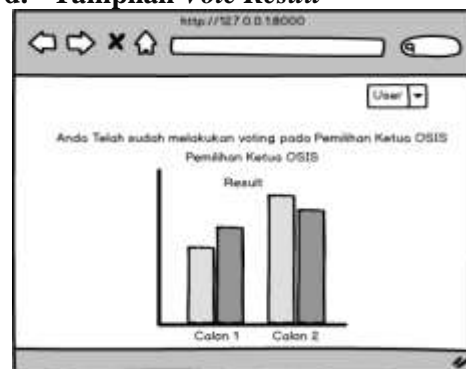 d. Tampilan Vote Result
http://127.0.0.1:8000
User
Anda Telah sudah melakukan voting pada Pemilihan Ketua OSIS
Pemilihan Ketua OSIS
Result
Calon 1 Calon 2